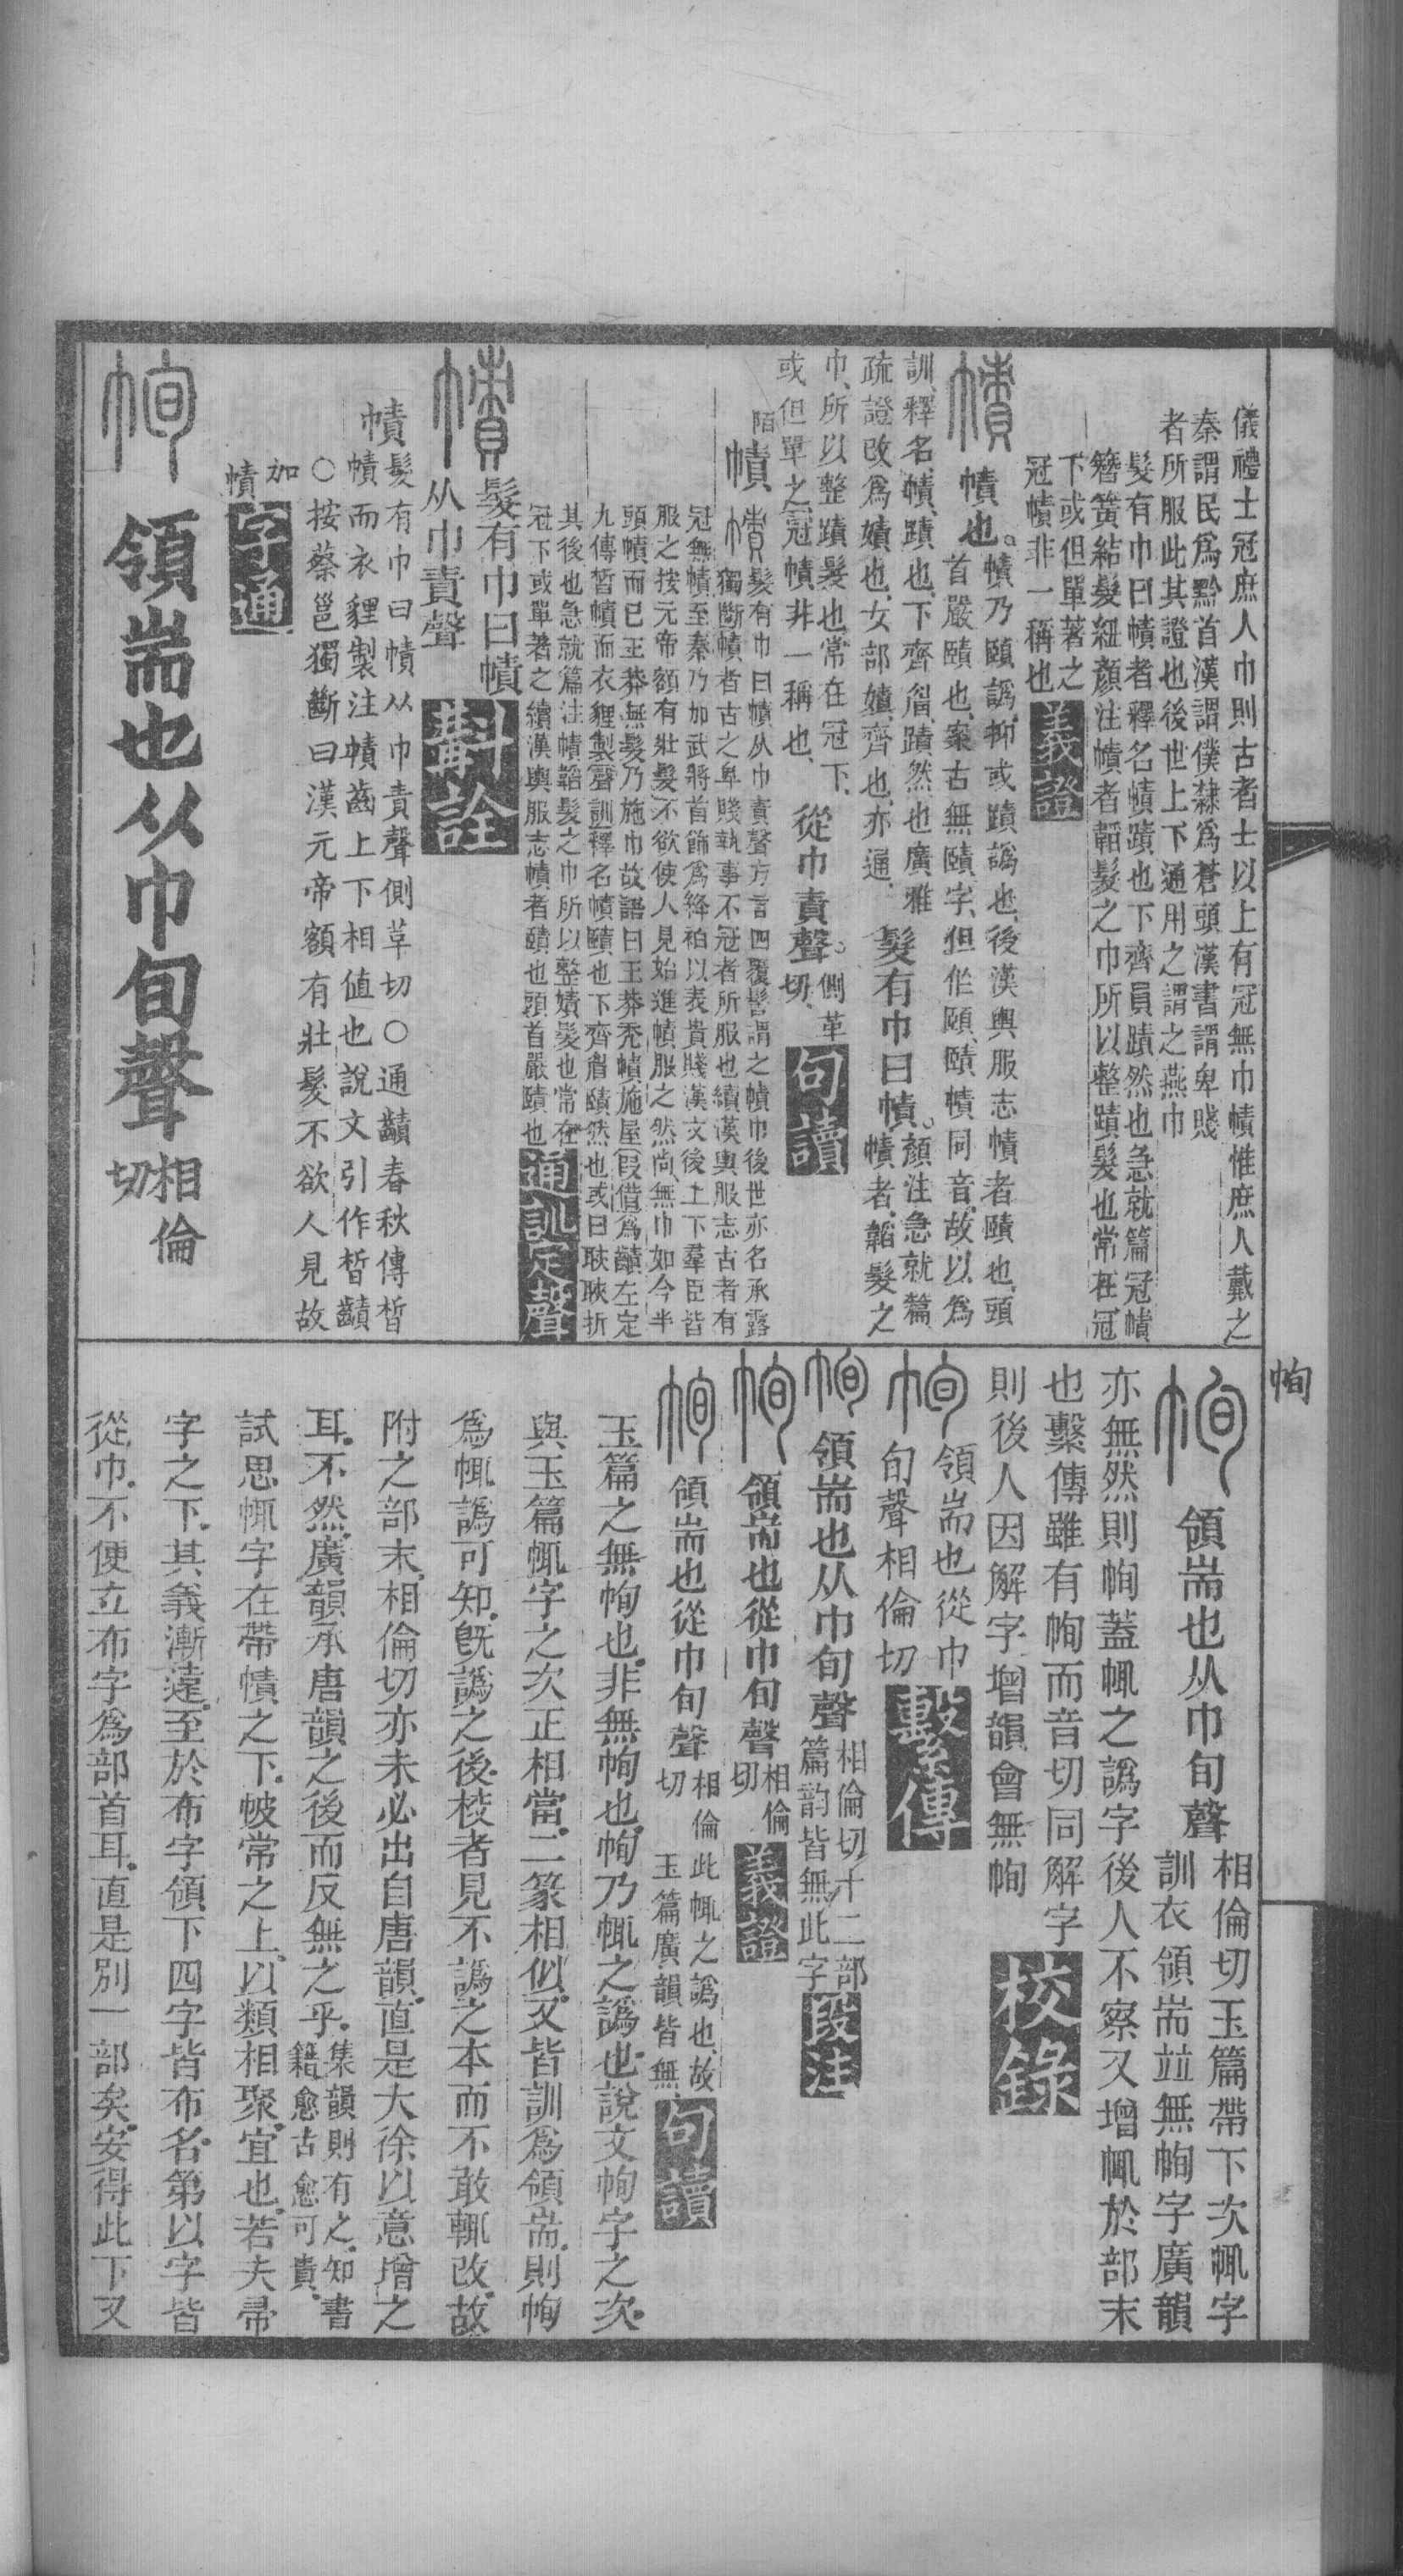 儀禮士冠庶人巾則古者士以上有冠無巾幘惟庶人戴之
秦謂民爲黔首漢謂僕隸爲蒼頭漢書謂卑賤
者所服此其證也後世上下通用之謂之燕巾
髮有巾曰幘者釋名幘蹟也下齊員蹟然也急就篇冠幘
簪簧結髮紐顏注幘者韜髮之巾所以整蹟髮也常在冠
下或但單著之
冠幘非一稱也
義證
幘 幘也。
幘乃頤譌。抑或蹟譌也、後漢輿服志幘者賾也、頭
首嚴賾也、案古無賾字、但作頤、賾幘同音、故以爲
訓、釋名、幘、蹟也、下齊眉、蹟然也、廣雅
疏證改爲嫧也、女部嫧、齊也、亦通、
髮有巾曰幘。
顏注急就篇
幘者、韜髮之
巾、所以整蹟髮也、常在冠下、
或但單之、冠幘非一稱也、
從巾責聲。
側革
切、
句讀
陌
幘 幘
髮有巾曰幘从巾責聲方言四覆髻謂之幘巾後世亦名承露
獨斷幘者古之卑賤執事不冠者所服也續漢輿服志古者有
冠無幘至秦乃加武將首飾爲絳袙以表貴賤漢文後上下羣臣皆
服之按元帝額有壯髮不欲使人見始進幘服之然尚無巾如今半
頭幘而已王莽無髮乃施巾故語曰王莽禿幘施屋假借爲齰左定
九傳皙幘而衣貍製聲訓釋名幘賾也下齊眉賾然也或曰䀹䀹折
其後也急就篇注幘韜髮之巾所以整嫧髮也常在
冠下或單著之續漢輿服志幘者賾也頭首嚴賾也
通訓定聲
幘
髮有巾曰幘
从巾責聲
斠詮
幘
髮有巾曰幘从巾責聲側革切○通齰春秋傳皙
幘而衣貍製注幘齒上下相值也說文引作皙齰
○按蔡邕獨斷曰漢元帝額有壯髮不欲人見故
加
幘
字通
帕 領耑也从巾旬聲
相倫
切
帕
帕 領耑也从巾旬聲
相倫切玉篇帶下次㡇字
訓衣領耑竝無帕字廣韻
亦無然則帕蓋㡇之譌字後人不察又增㡇於部末
也繫傳雖有帕而音切同解字
則後人因解字增韻會無帕
校錄
帕
領耑也從巾
旬聲相倫切
繫傳
帕 領耑也从巾旬聲
相倫切十二部
篇韵皆無此字
段注
帕 領耑也從巾旬聲
相倫
切
義證
帕 領耑也從巾旬聲
相倫
切
此㡇之譌也、故
玉篇廣韻皆無
句讀
玉篇之無帕也。非無帕也。帕乃㡇之譌也。說文帕字之次。
與玉篇㡇字之次正相當。二篆相似。又皆訓爲領耑。則帕
爲㡇譌可知。旣譌之後。校者見不譌之本而不敢輒改。故
附之部末。相倫切亦未必出自唐韻。直是大徐以意增之
耳。不然。廣韻承唐韻之後而反無之乎。
集韻則有之。知書
籍愈古愈可貴。
試思㡇字在帶幘之下。帔常之上。以類相聚。宜也。若夫帚
字之下。其義漸遠。至於布字領下四字皆布名。第以字皆
從巾。不便立布字爲部首耳。直是別一部矣。安得此下又